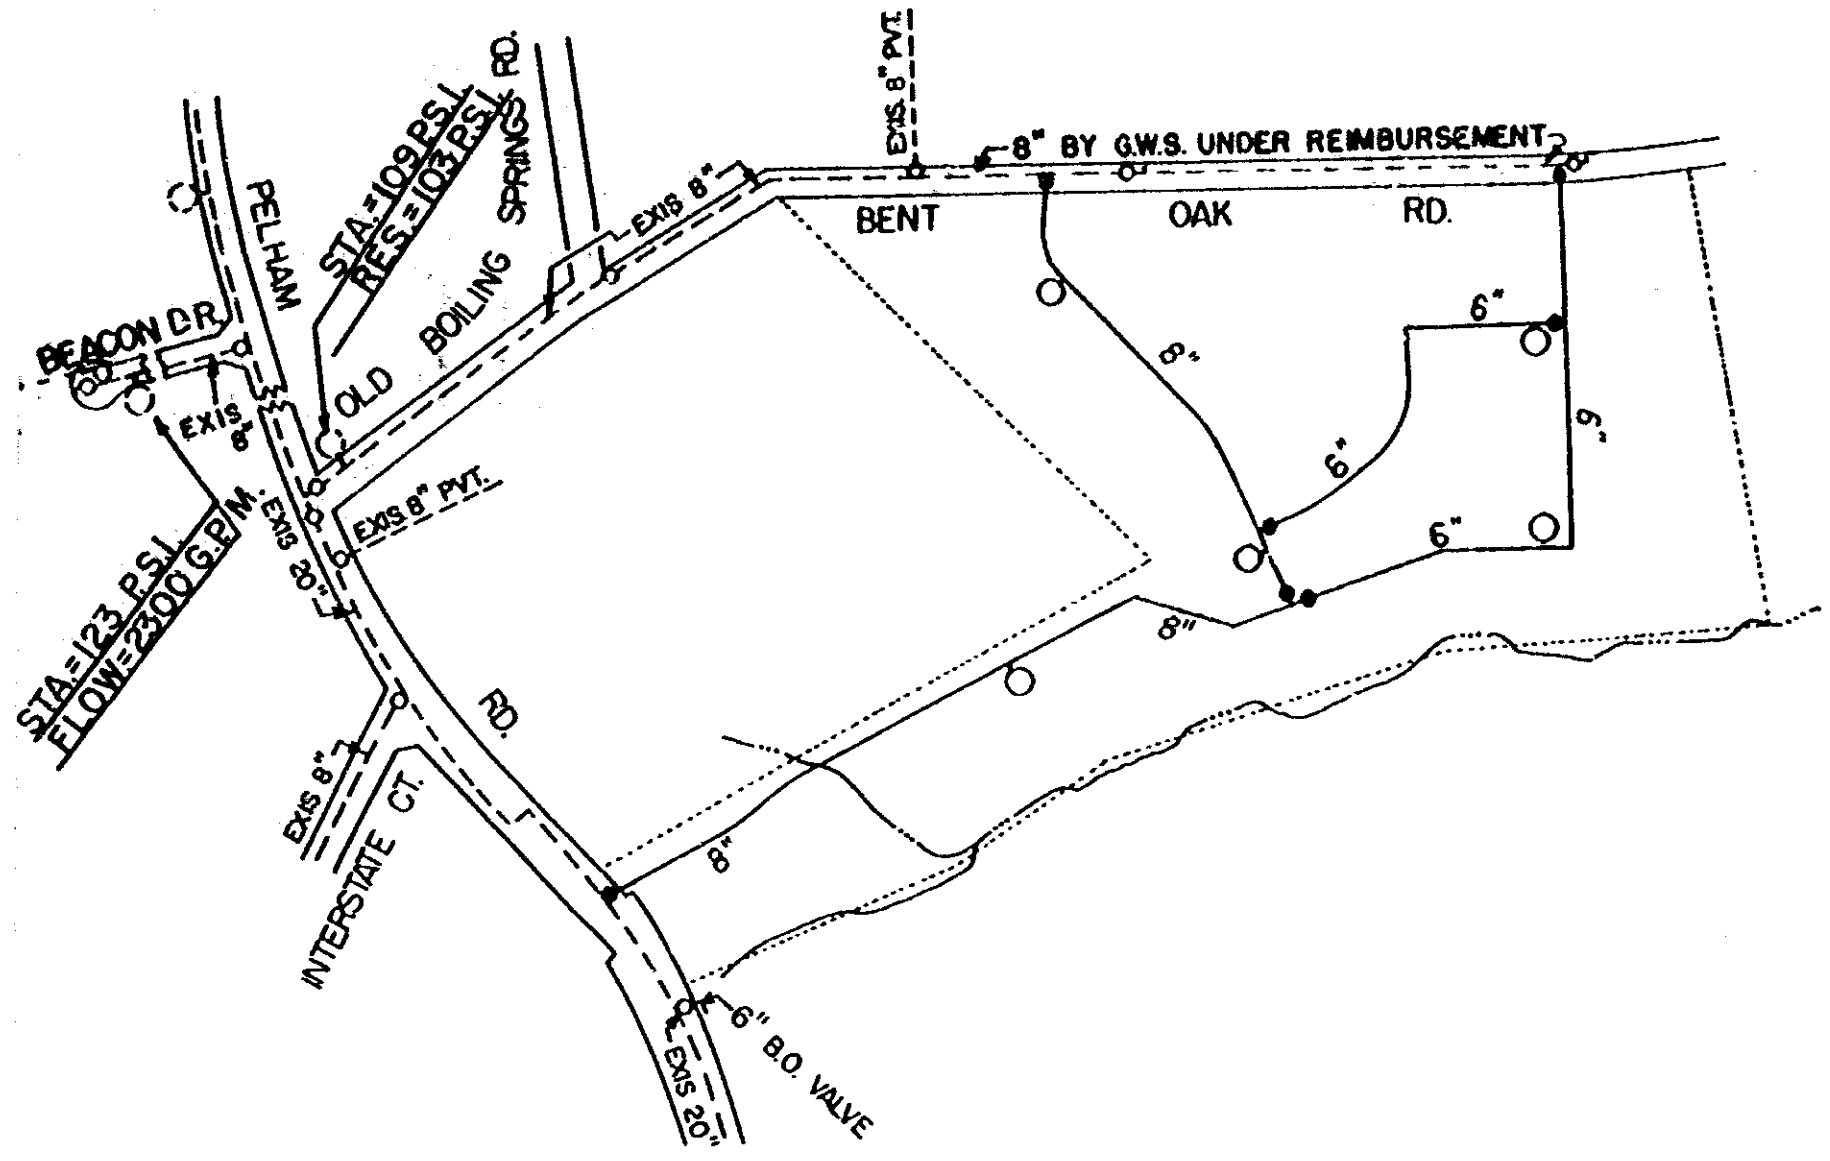 EXIS. 8" PVT.
8" BY G.W.S. UNDER REIMBURSEMENT
BENT OAK RD.
PELHAM
STA.=109 P.S.I.
RES.=103 P.S.I.
OLD BOILING SPRINGS RD.
EXIS. 8"
BEACON DR.
EXIS. 8"
STA.=123 P.S.I.
FLOW=2300 G.P.M.
EXIS 20"
EXIS. 8" PVT.
8"
6"
6"
6"
6"
8"
RD.
EXIS 8"
INTERSTATE CT.
8"
6" B.O. VALVE
EXIS 20"